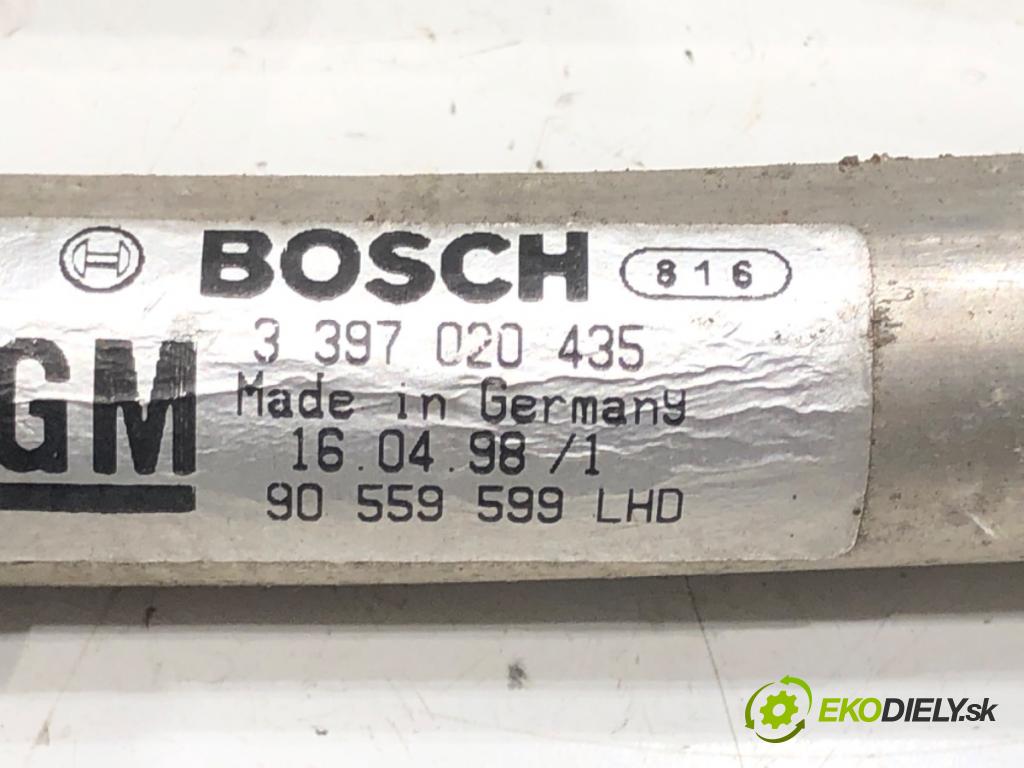 BOSCH 816
3 397 020 435
GM
Made in Germany
16.04.98 /1
90 559 599 LHD
EKODIELY.sk